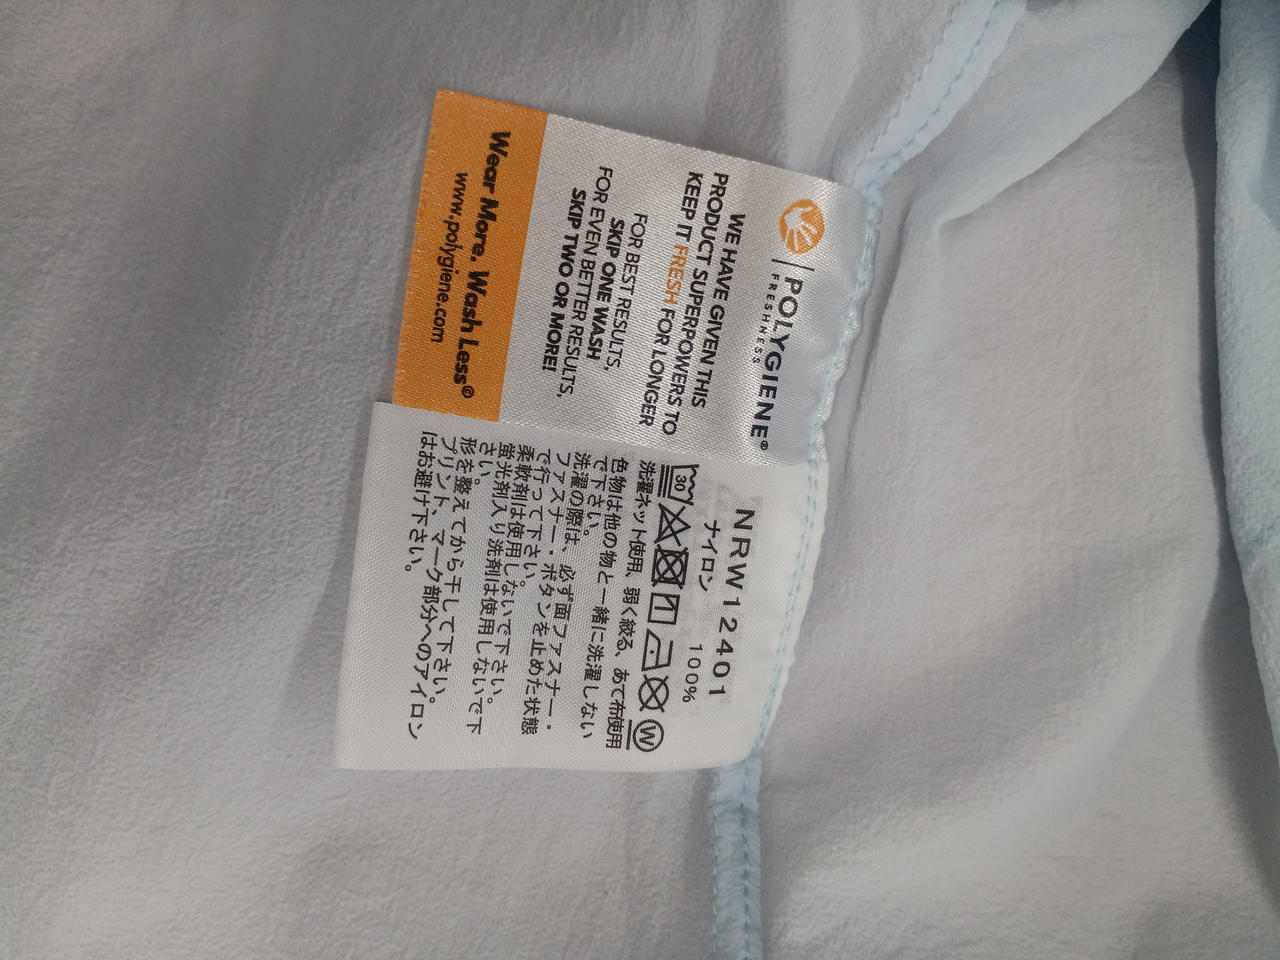 POLYGIENE®
FRESHNESS
WE HAVE GIVEN THIS
PRODUCT SUPERPOWERS TO
KEEP IT FRESH FOR LONGER
FOR BEST RESULTS,
SKIP ONE WASH
FOR EVEN BETTER RESULTS,
SKIP TWO OR MORE!
Wear More. Wash Less®
www.polygiene.com
NRW12401
ナイロン 100%
30
W
洗濯ネット使用、弱く絞る、あて布使用
色物は他の物と一緒に洗濯しない
で下さい。
洗濯の際は、必ず面ファスナー・
ファスナー・ボタンを止めた状態
で行って下さい。
柔軟剤は使用しないで下さい。
蛍光剤入り洗剤は使用しないで下
さい。
形を整えてから干して下さい。
プリント、マーク部分へのアイロン
はお避け下さい。